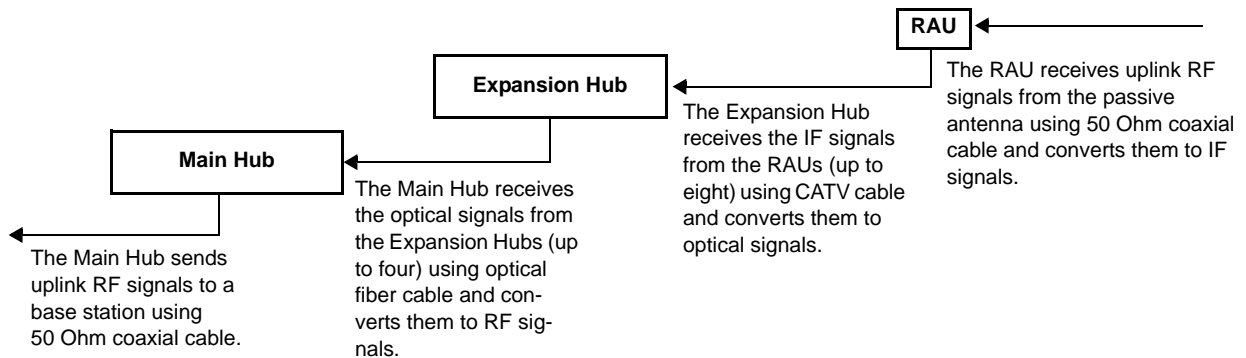 RAU
The RAU receives uplink RF
signals from the passive
antenna using 50 Ohm coaxial
cable and converts them to IF
signals.
Expansion Hub
The Expansion Hub
receives the IF signals
from the RAUs (up to
eight) using CATV cable
and converts them to
optical signals.
Main Hub
The Main Hub receives
the optical signals from
the Expansion Hubs (up
to four) using optical
fiber cable and con-
verts them to RF sig-
nals.
The Main Hub sends
uplink RF signals to a
base station using
50 Ohm coaxial cable.